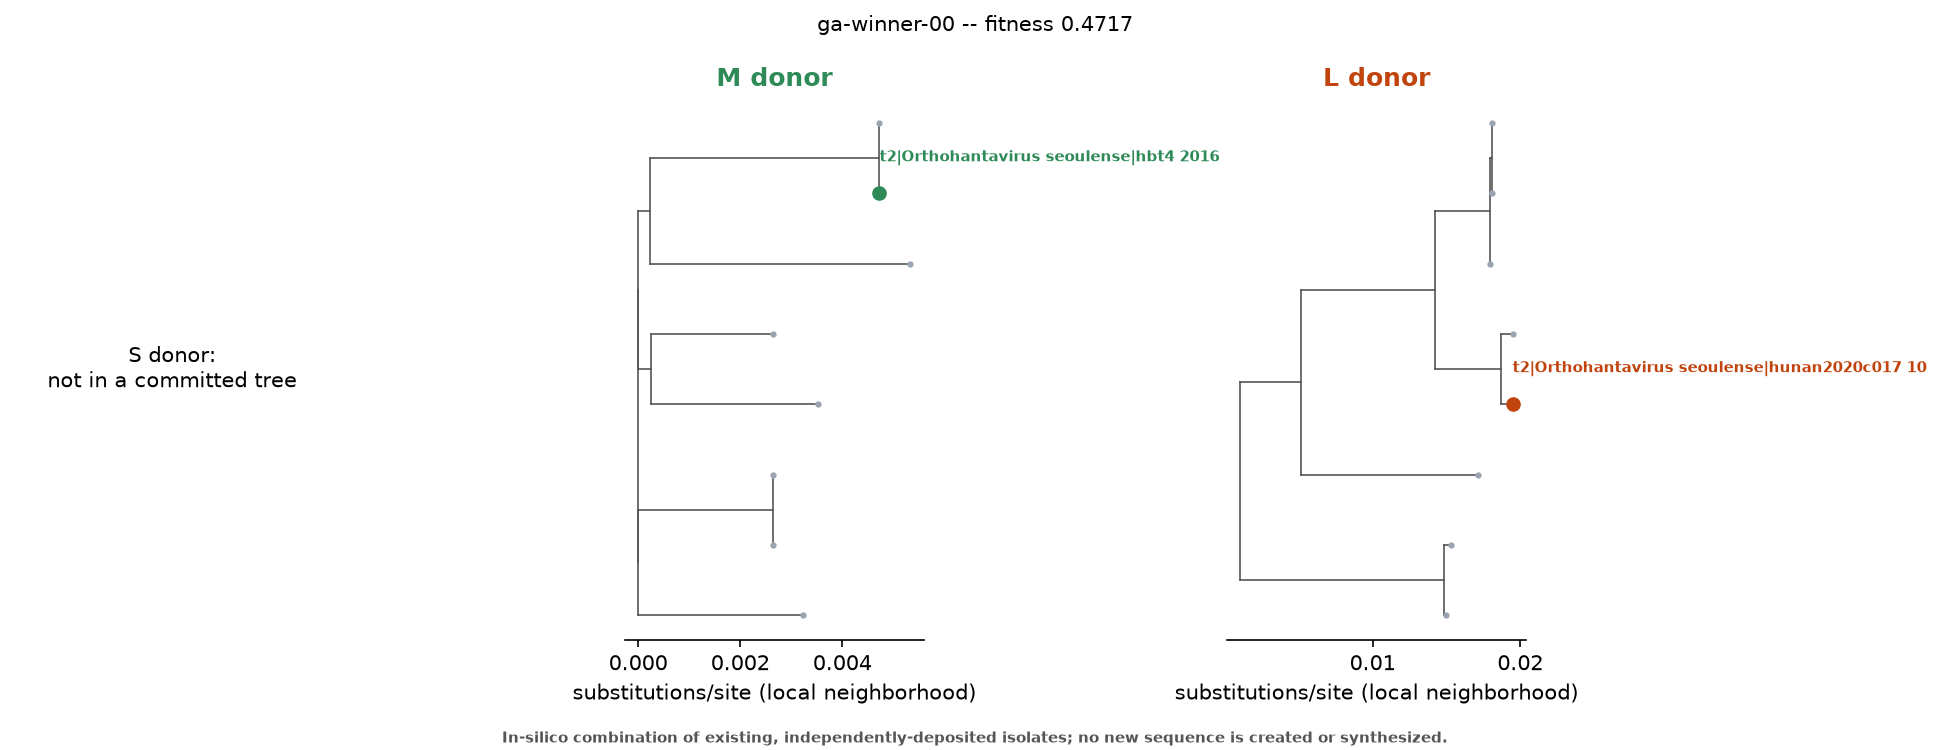 ga-winner-00 -- fitness 0.4717
M donor
L donor
t2|Orthohantavirus seoulense|hbt4 2016
S donor:
not in a committed tree
t2|Orthohantavirus seoulense|hunan2020c017 10
0.000 0.002 0.004
0.01 0.02
substitutions/site (local neighborhood)
substitutions/site (local neighborhood)
In-silico combination of existing, independently-deposited isolates; no new sequence is created or synthesized.